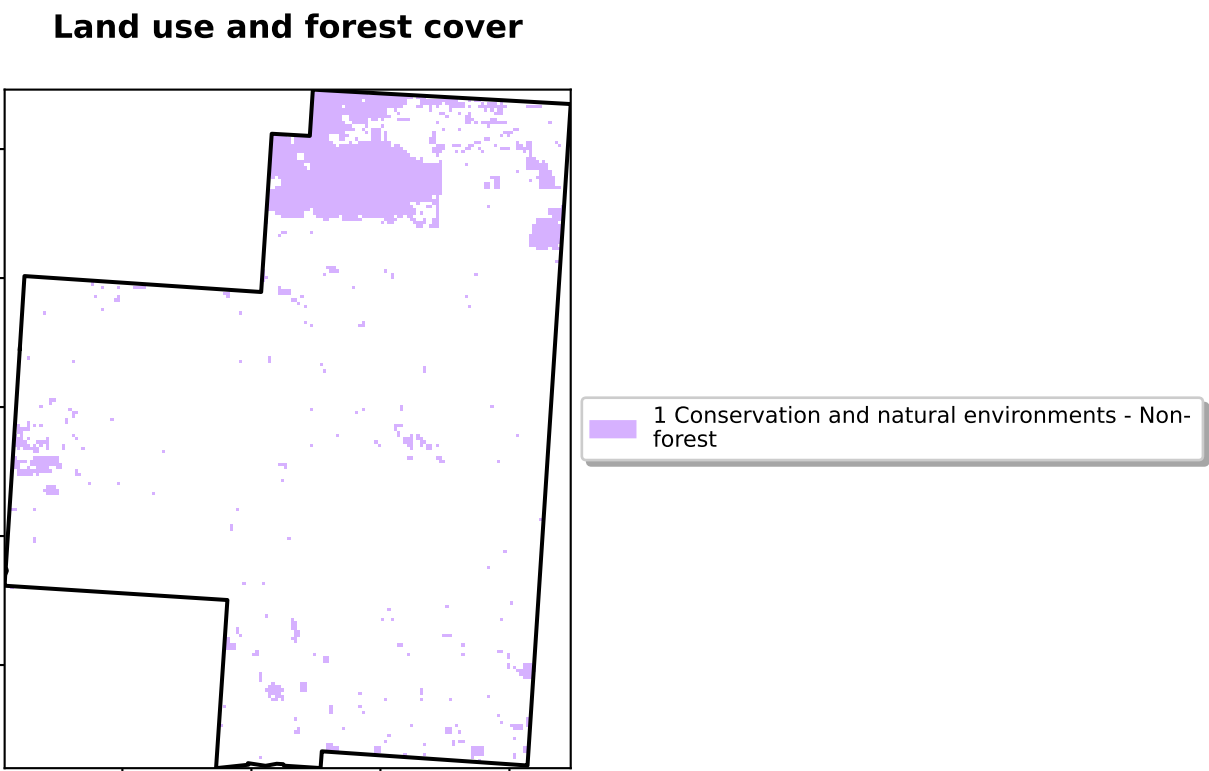 Land use and forest cover
1 Conservation and natural environments - Non-
forest